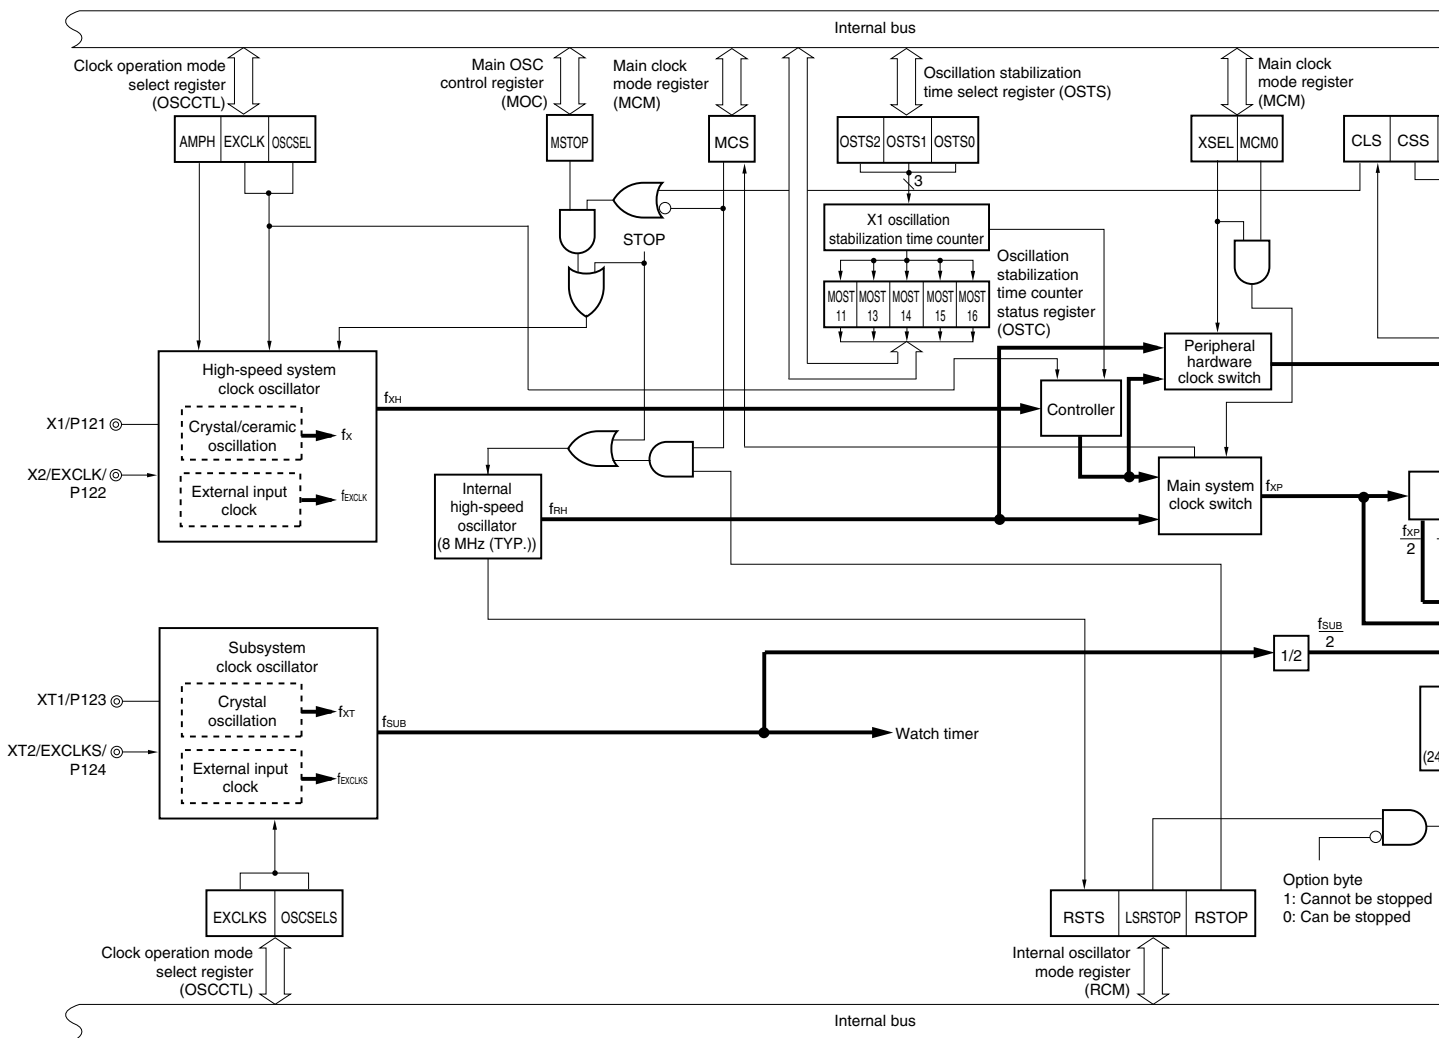 Internal bus
Clock operation mode
select register
(OSCCTL)
Main OSC
control register
(MOC)
Main clock
mode register
(MCM)
Oscillation stabilization
time select register (OSTS)
Main clock
mode register
(MCM)
AMPH EXCLK OSCSEL
MSTOP
MCS
OSTS2 OSTS1 OSTS0
XSEL MCM0
CLS CSS
3
STOP
X1 oscillation
stabilization time counter
Oscillation
stabilization
time counter
status register
(OSTC)
MOST MOST MOST MOST MOST
11 13 14 15 16
Peripheral
hardware
clock switch
High-speed system
clock oscillator
fXH
Controller
X1/P121
Crystal/ceramic
oscillation
fX
X2/EXCLK/
P122
External input
clock
fEXCLK
Internal
high-speed
oscillator
(8 MHz (TYP.))
fRH
Main system
clock switch
fXP
fXP
2
Subsystem
clock oscillator
fSUB
2
1/2
XT1/P123
Crystal
oscillation
fXT
fSUB
Watch timer
XT2/EXCLKS/
P124
External input
clock
fEXCLKS
(24
Option byte
1: Cannot be stopped
0: Can be stopped
EXCLKS OSCSELS
RSTS LSRSTOP RSTOP
Clock operation mode
select register
(OSCCTL)
Internal oscillator
mode register
(RCM)
Internal bus